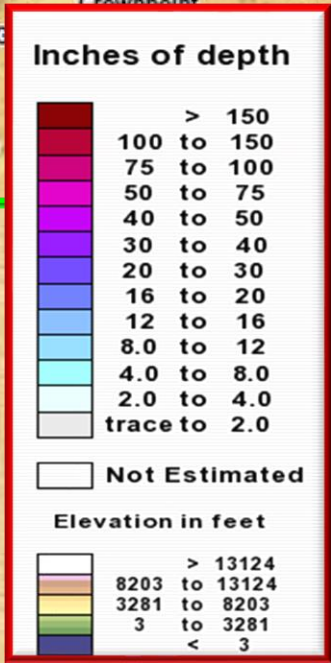 Inches of depth
> 150
100 to 150
75 to 100
50 to 75
40 to 50
30 to 40
20 to 30
16 to 20
12 to 16
8.0 to 12
4.0 to 8.0
2.0 to 4.0
trace to 2.0
Not Estimated
Elevation in feet
> 13124
8203 to 13124
3281 to 8203
3 to 3281
< 3